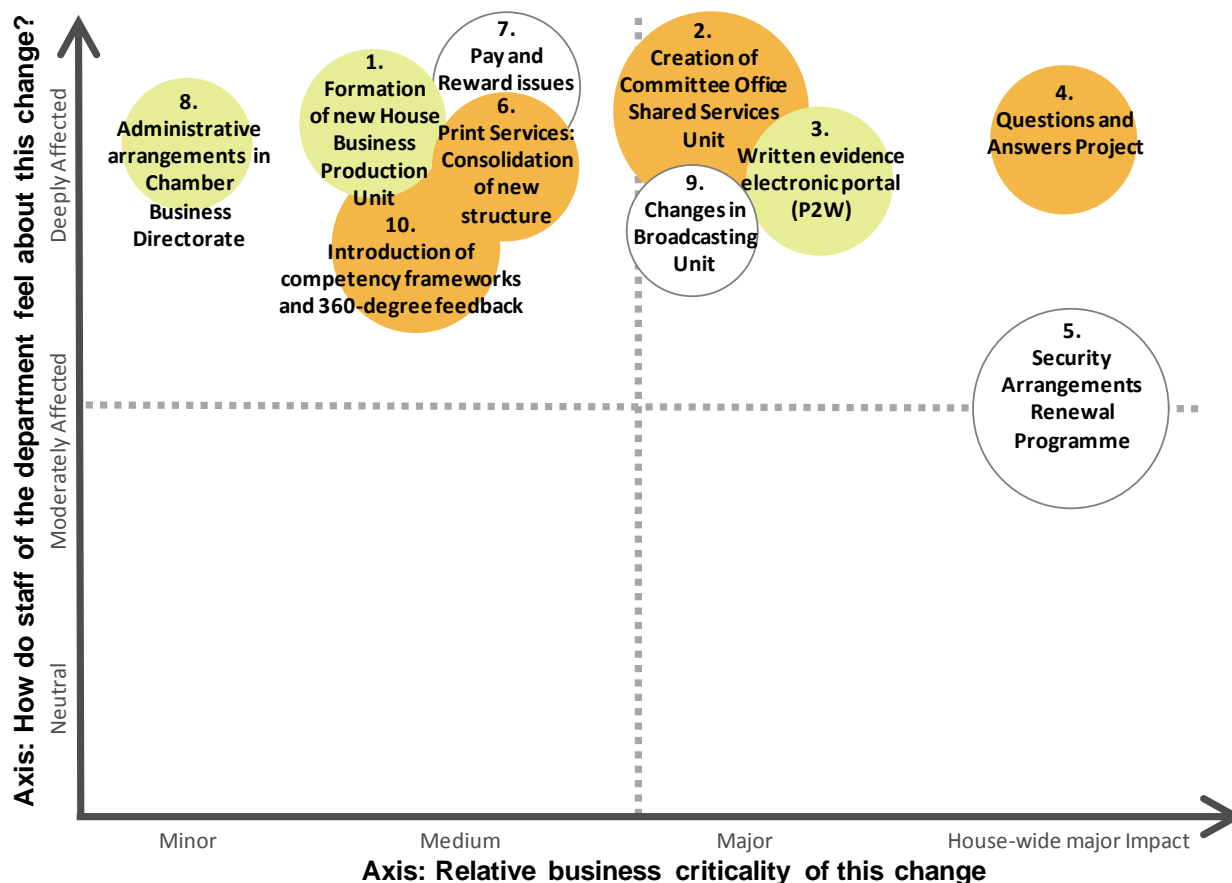 Axis: How do staff of the department feel about this change?
Deeply Affected
Moderately Affected
Neutral
8.
Administrative
arrangements in
Chamber
Business
Directorate
1.
Formation
of new House
Business
Production
Unit
7.
Pay and
Reward issues
6.
Print Services:
Consolidation
of new
structure
10.
Introduction of
competency frameworks
and 360-degree feedback
2.
Creation of
Committee Office
Shared Services
Unit
3.
Written evidence
electronic portal
(P2W)
9.
Changes in
Broadcasting
Unit
4.
Questions and
Answers Project
5.
Security
Arrangements
Renewal
Programme
Minor
Medium
Major
House-wide major Impact
Axis: Relative business criticality of this change